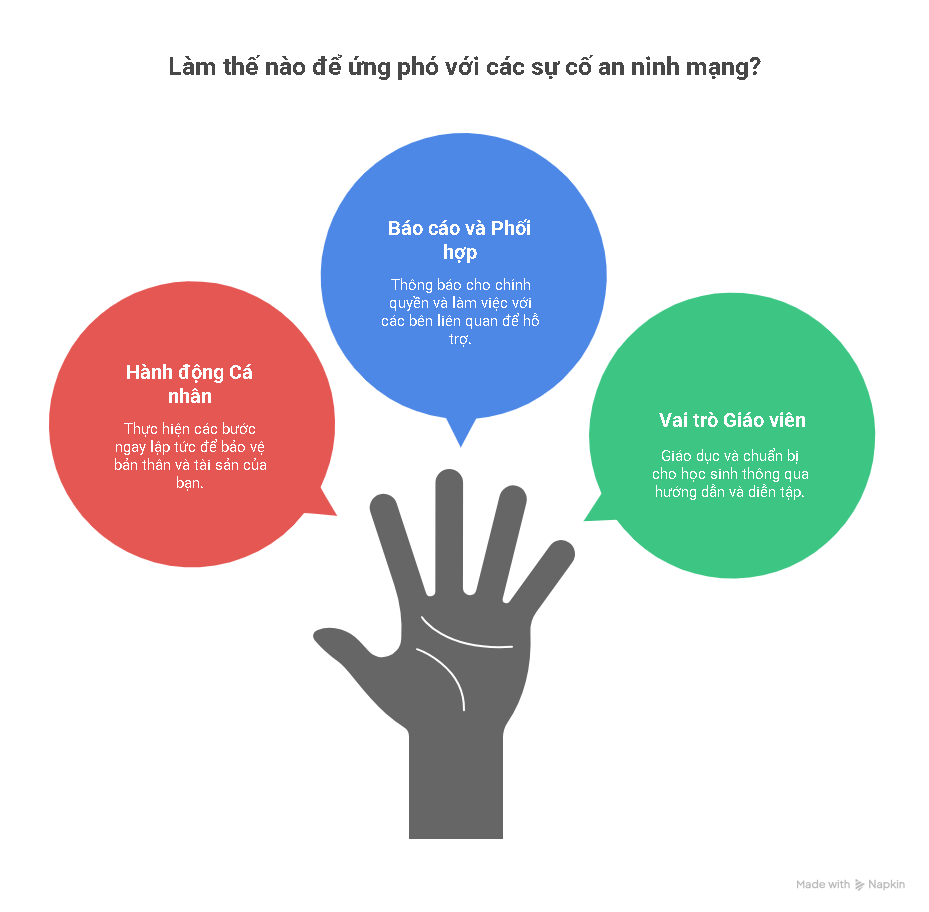 Làm thế nào để ứng phó với các sự cố an ninh mạng?
Báo cáo và Phối
hợp
Thông báo cho chính
quyền và làm việc với
các bên liên quan để hỗ
trợ.
Hành động Cá
nhân
Thực hiện các bước
ngay lập tức để bảo vệ
bản thân và tài sản của
bạn.
Vai trò Giáo viên
Giáo dục và chuẩn bị
cho học sinh thông qua
hướng dẫn và diễn tập.
Made with Napkin